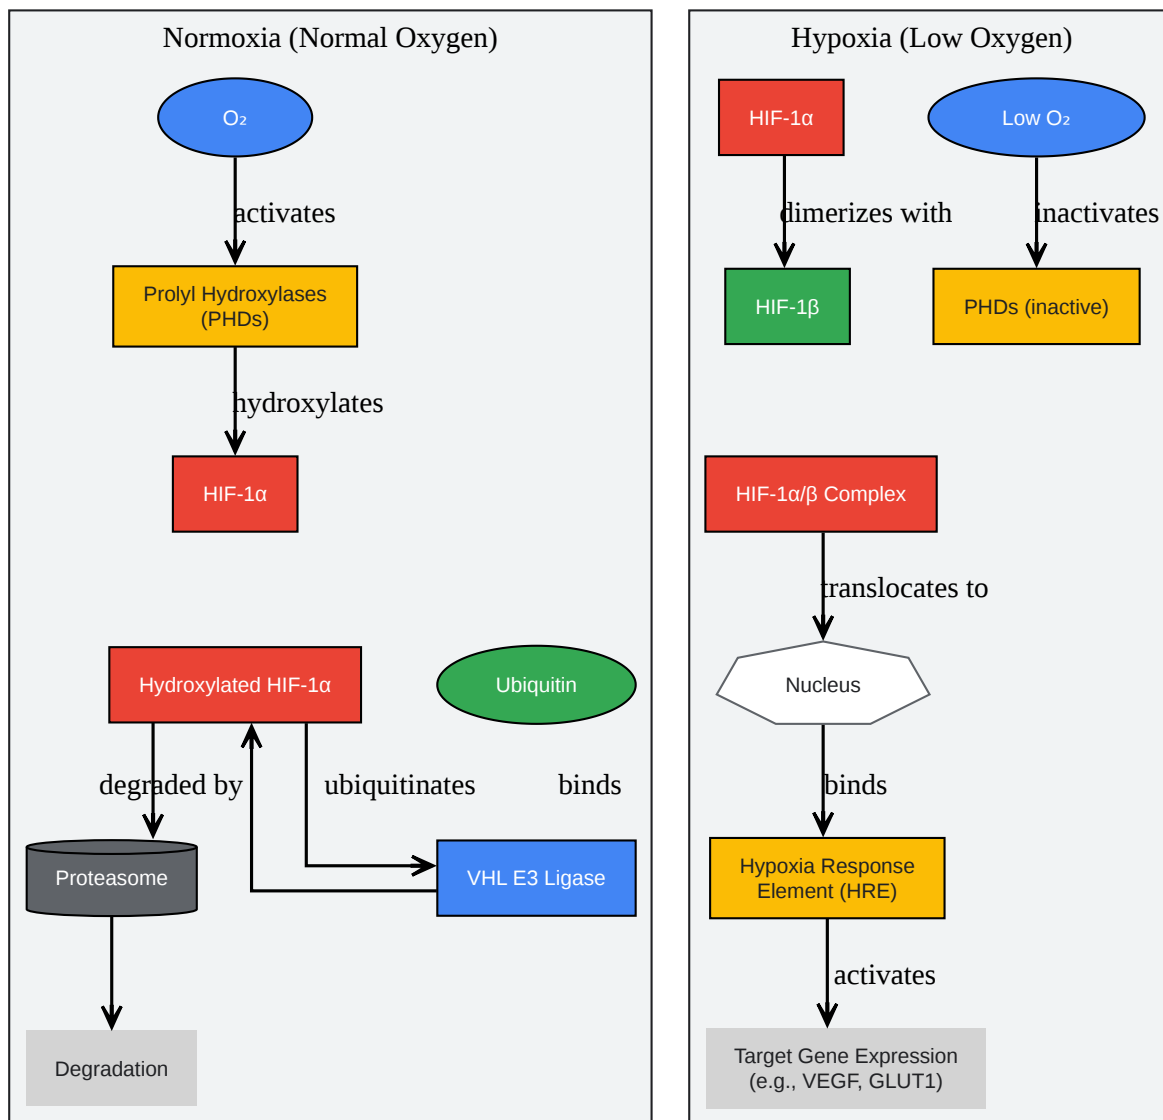 Normoxia (Normal Oxygen)
O₂
activates
Prolyl Hydroxylases
(PHDs)
hydroxylates
HIF-1α
Hydroxylated HIF-1α
Ubiquitin
degraded by
ubiquitinates
binds
Proteasome
VHL E3 Ligase
Degradation
Hypoxia (Low Oxygen)
HIF-1α
Low O₂
dimerizes with
inactivates
HIF-1β
PHDs (inactive)
HIF-1α/β Complex
translocates to
Nucleus
binds
Hypoxia Response
Element (HRE)
activates
Target Gene Expression
(e.g., VEGF, GLUT1)